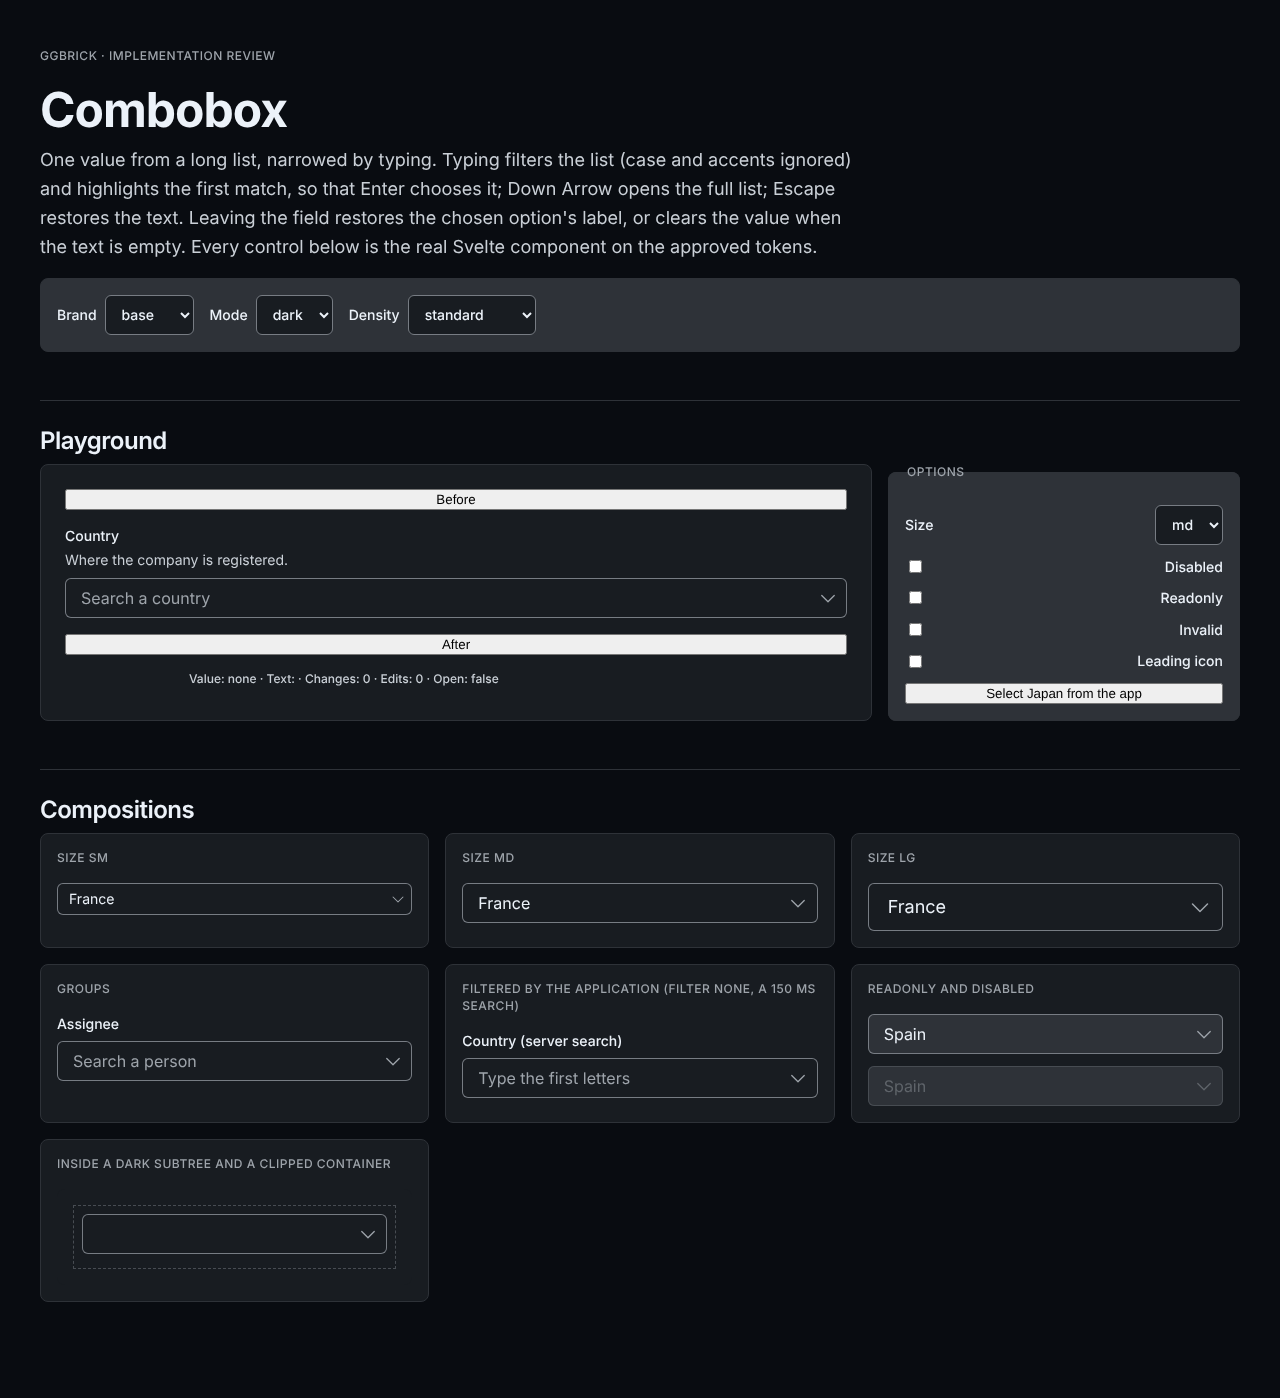 GGBRICK · IMPLEMENTATION REVIEW
Combobox
One value from a long list, narrowed by typing. Typing filters the list (case and accents ignored)
and highlights the first match, so that Enter chooses it; Down Arrow opens the full list; Escape
restores the text. Leaving the field restores the chosen option's label, or clears the value when
the text is empty. Every control below is the real Svelte component on the approved tokens.
Brand base Mode dark Density standard
Playground
Before
Country
Where the company is registered.
Search a country
After
Value: none · Text: · Changes: 0 · Edits: 0 · Open: false
OPTIONS
Size md
Disabled
Readonly
Invalid
Leading icon
Select Japan from the app
Compositions
SIZE SM
France
SIZE MD
France
SIZE LG
France
GROUPS
Assignee
Search a person
FILTERED BY THE APPLICATION (FILTER NONE, A 150 MS
SEARCH)
Country (server search)
Type the first letters
READONLY AND DISABLED
Spain
Spain
INSIDE A DARK SUBTREE AND A CLIPPED CONTAINER